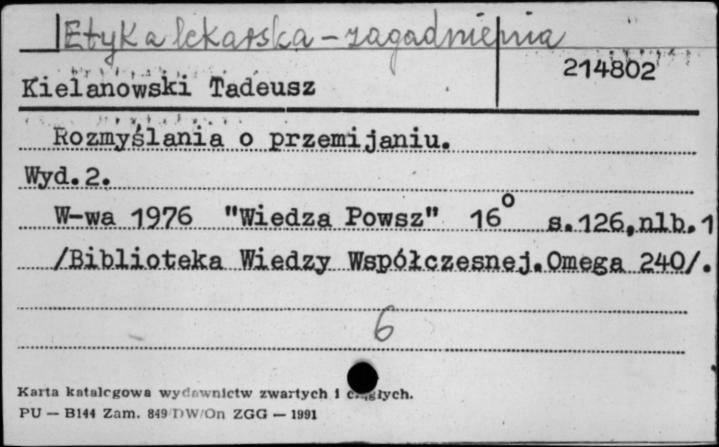 Etyka lekarska - zagadnienia
214802
Kielanowski Tadeusz
Rozmyślania o przemijaniu.
Wyd.2.
W-wa 1976 "Wiedza Powsz" 16° s.126,nlb.1
/Biblioteka Wiedzy Współczesnej.Omega 240/.
6
Karta katalogowa wydawnictw zwartych i ciągłych.
PU — B144 Zam. 849 DW/On ZGG — 1991